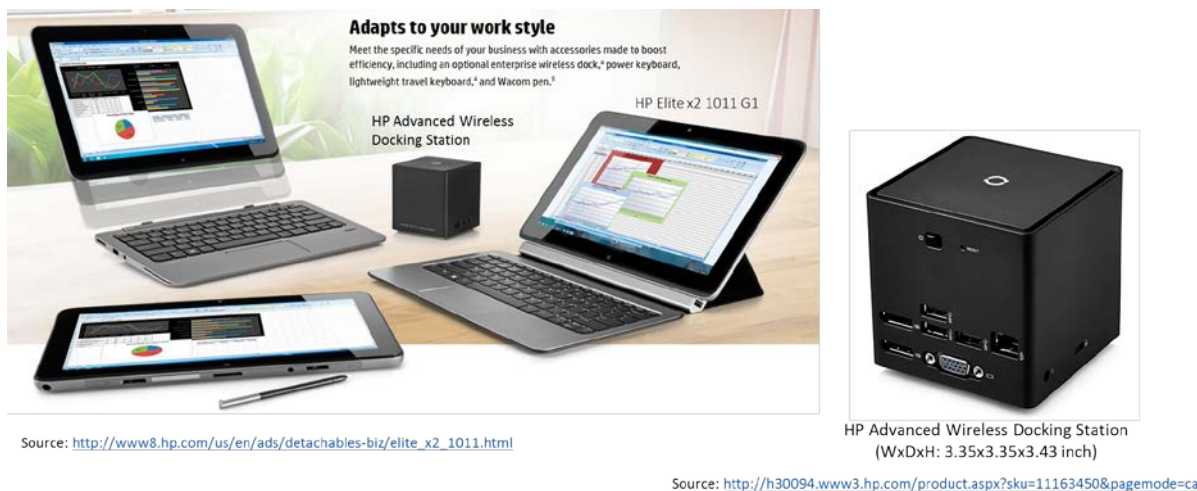 Adapts to your work style
Meet the specific needs of your business with accessories made to boost
efficiency, including an optional enterprise wireless dock,⁴ power keyboard,
lightweight travel keyboard,⁴ and Wacom pen.³
HP Elite x2 1011 G1
HP Advanced Wireless
Docking Station
RESET
HP Advanced Wireless Docking Station
(WxDxH: 3.35x3.35x3.43 inch)
Source: http://www8.hp.com/us/en/ads/detachables-biz/elite_x2_1011.html
Source: http://h30094.www3.hp.com/product.aspx?sku=11163450&pagemode=ca